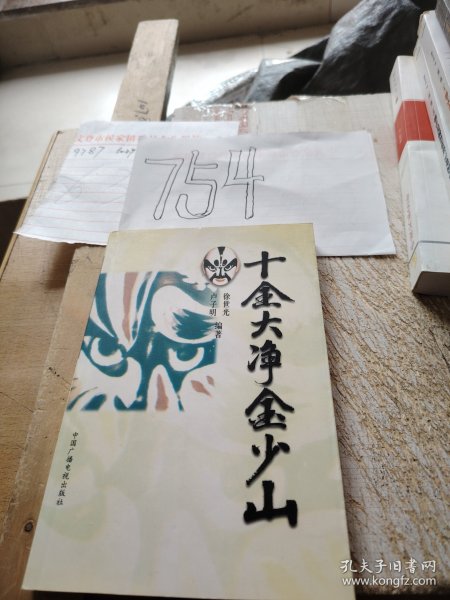 9787
754
十全大净金少山
徐世光
卢子明
编著
中国广播电视出版社
孔夫子旧书网
www.kongfz.com